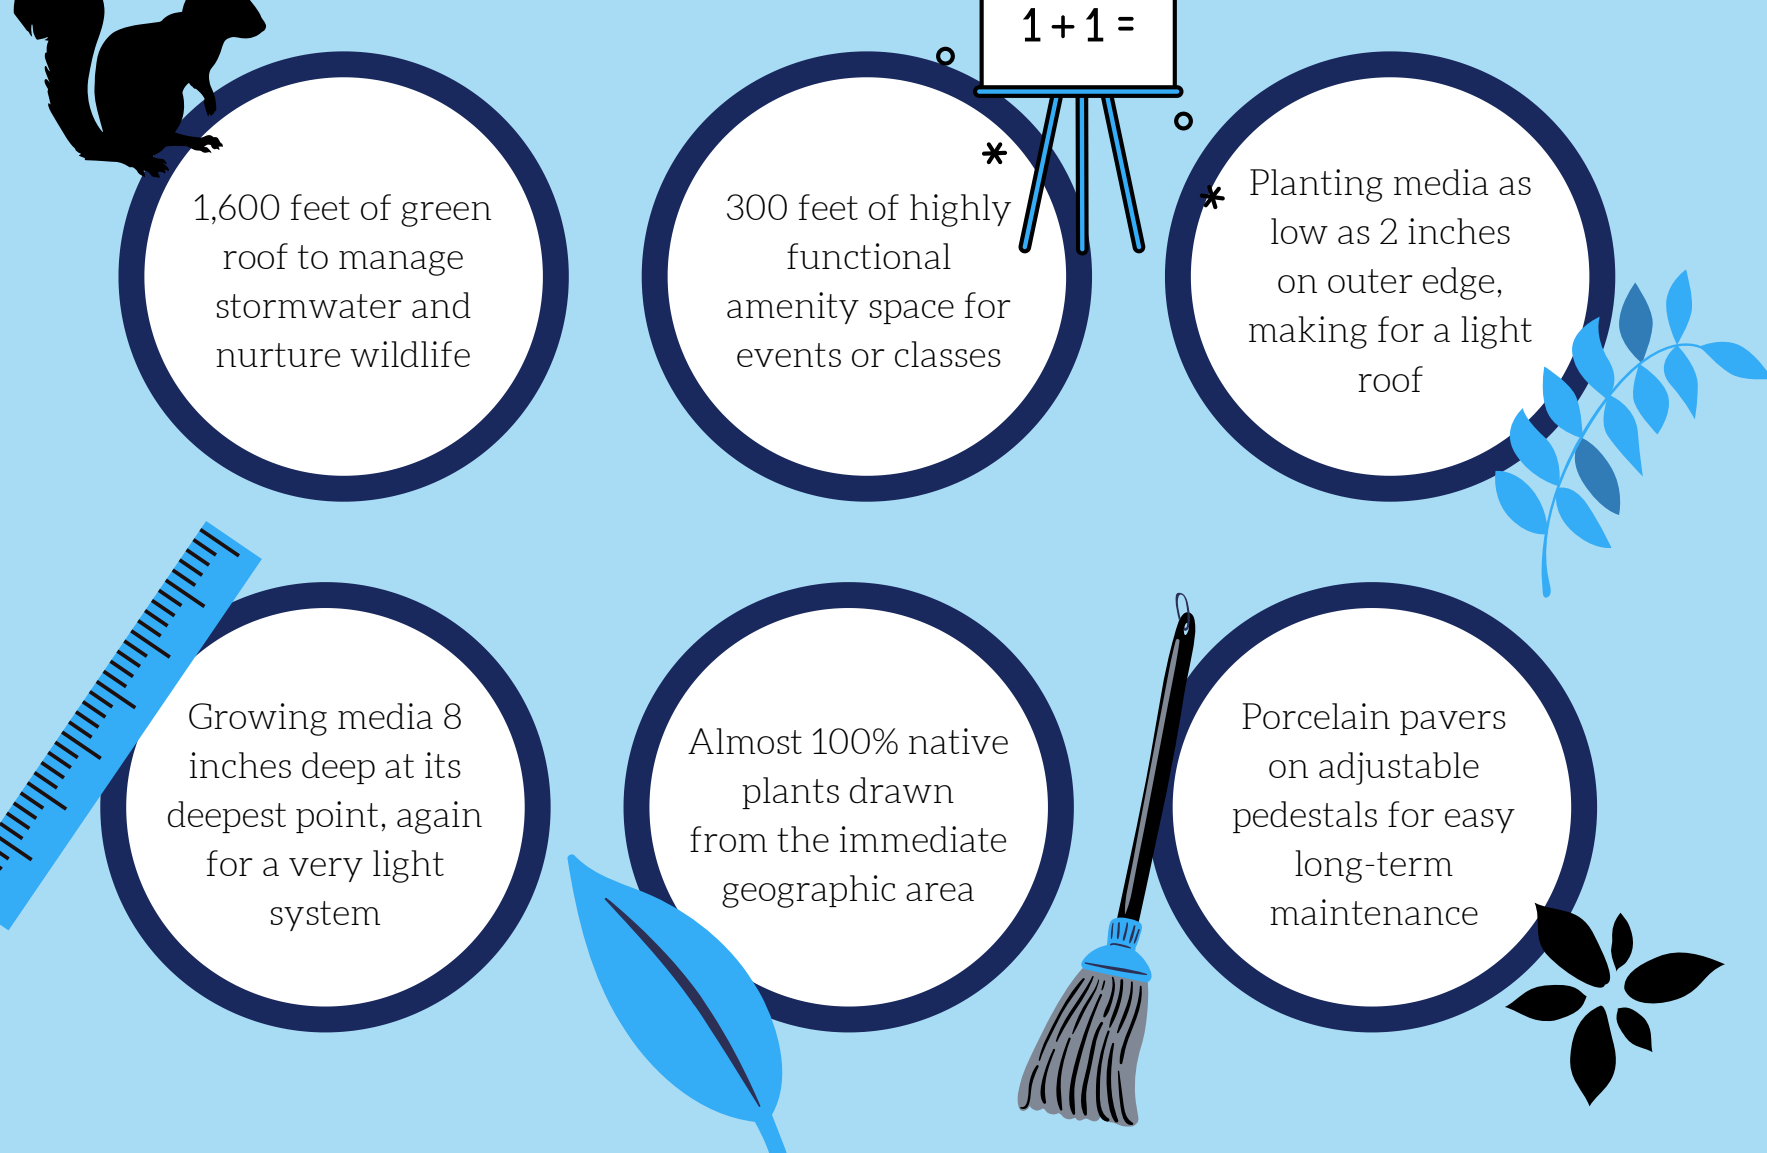 1+1=
1,600 feet of green
roof to manage
stormwater and
nurture wildlife
300 feet of highly
functional
amenity space for
events or classes
Planting media as
low as 2 inches
on outer edge,
making for a light
roof
Growing media 8
inches deep at its
deepest point, again
for a very light
system
Almost 100% native
plants drawn
from the immediate
geographic area
Porcelain pavers
on adjustable
pedestals for easy
long-term
maintenance